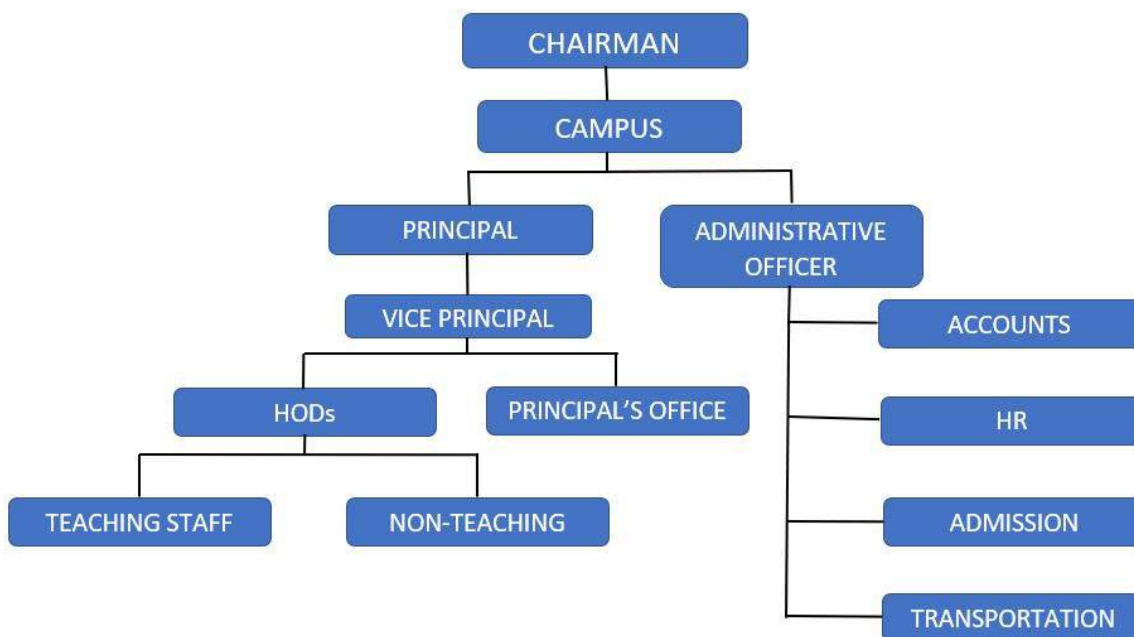 CHAIRMAN
CAMPUS
PRINCIPAL
ADMINISTRATIVE
OFFICER
VICE PRINCIPAL
ACCOUNTS
HODs
PRINCIPAL’S OFFICE
HR
TEACHING STAFF
NON-TEACHING
ADMISSION
TRANSPORTATION